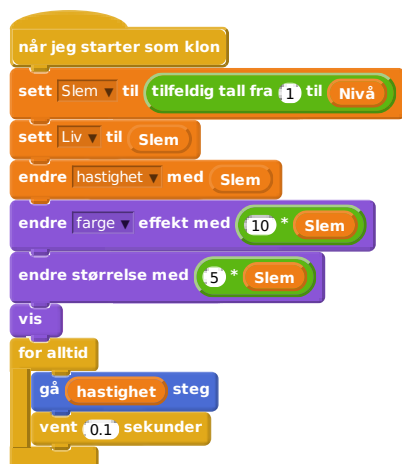 når jeg starter som klon
sett Slem til tilfeldig tall fra 1 til Nivå
sett Liv til Slem
endre hastighet med Slem
endre farge effekt med 10 * Slem
endre størrelse med 5 * Slem
vis
for alltid
gå hastighet steg
vent 0.1 sekunder